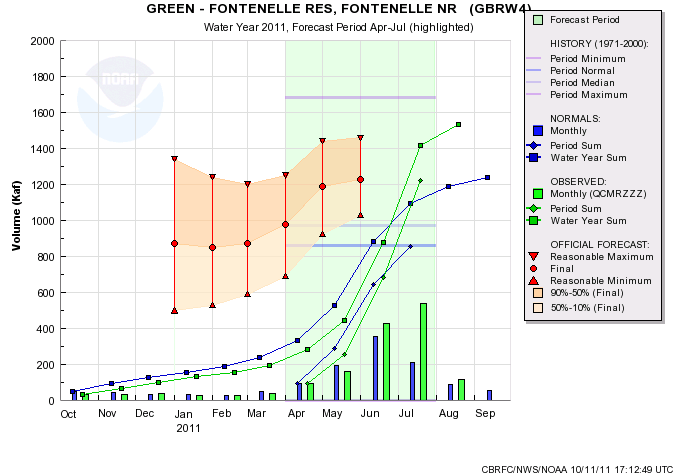 GREEN - FONTENELLE RES, FONTENELLE NR (GBRW4)
Water Year 2011, Forecast Period Apr-Jul (highlighted)
NOAA
Volume (Kaf)
2000
1800
1600
1400
1200
1000
800
600
400
200
0
Oct Nov Dec Jan Feb Mar Apr May Jun Jul Aug Sep
2011
Forecast Period
HISTORY (1971-2000):
Period Minimum
Period Normal
Period Median
Period Maximum
NORMALS:
Monthly
Period Sum
Water Year Sum
OBSERVED:
Monthly (QCMRZZZ)
Period Sum
Water Year Sum
OFFICIAL FORECAST:
Reasonable Maximum
Final
Reasonable Minimum
90%-50% (Final)
50%-10% (Final)
CBRFC/NWS/NOAA 10/11/11 17:12:49 UTC